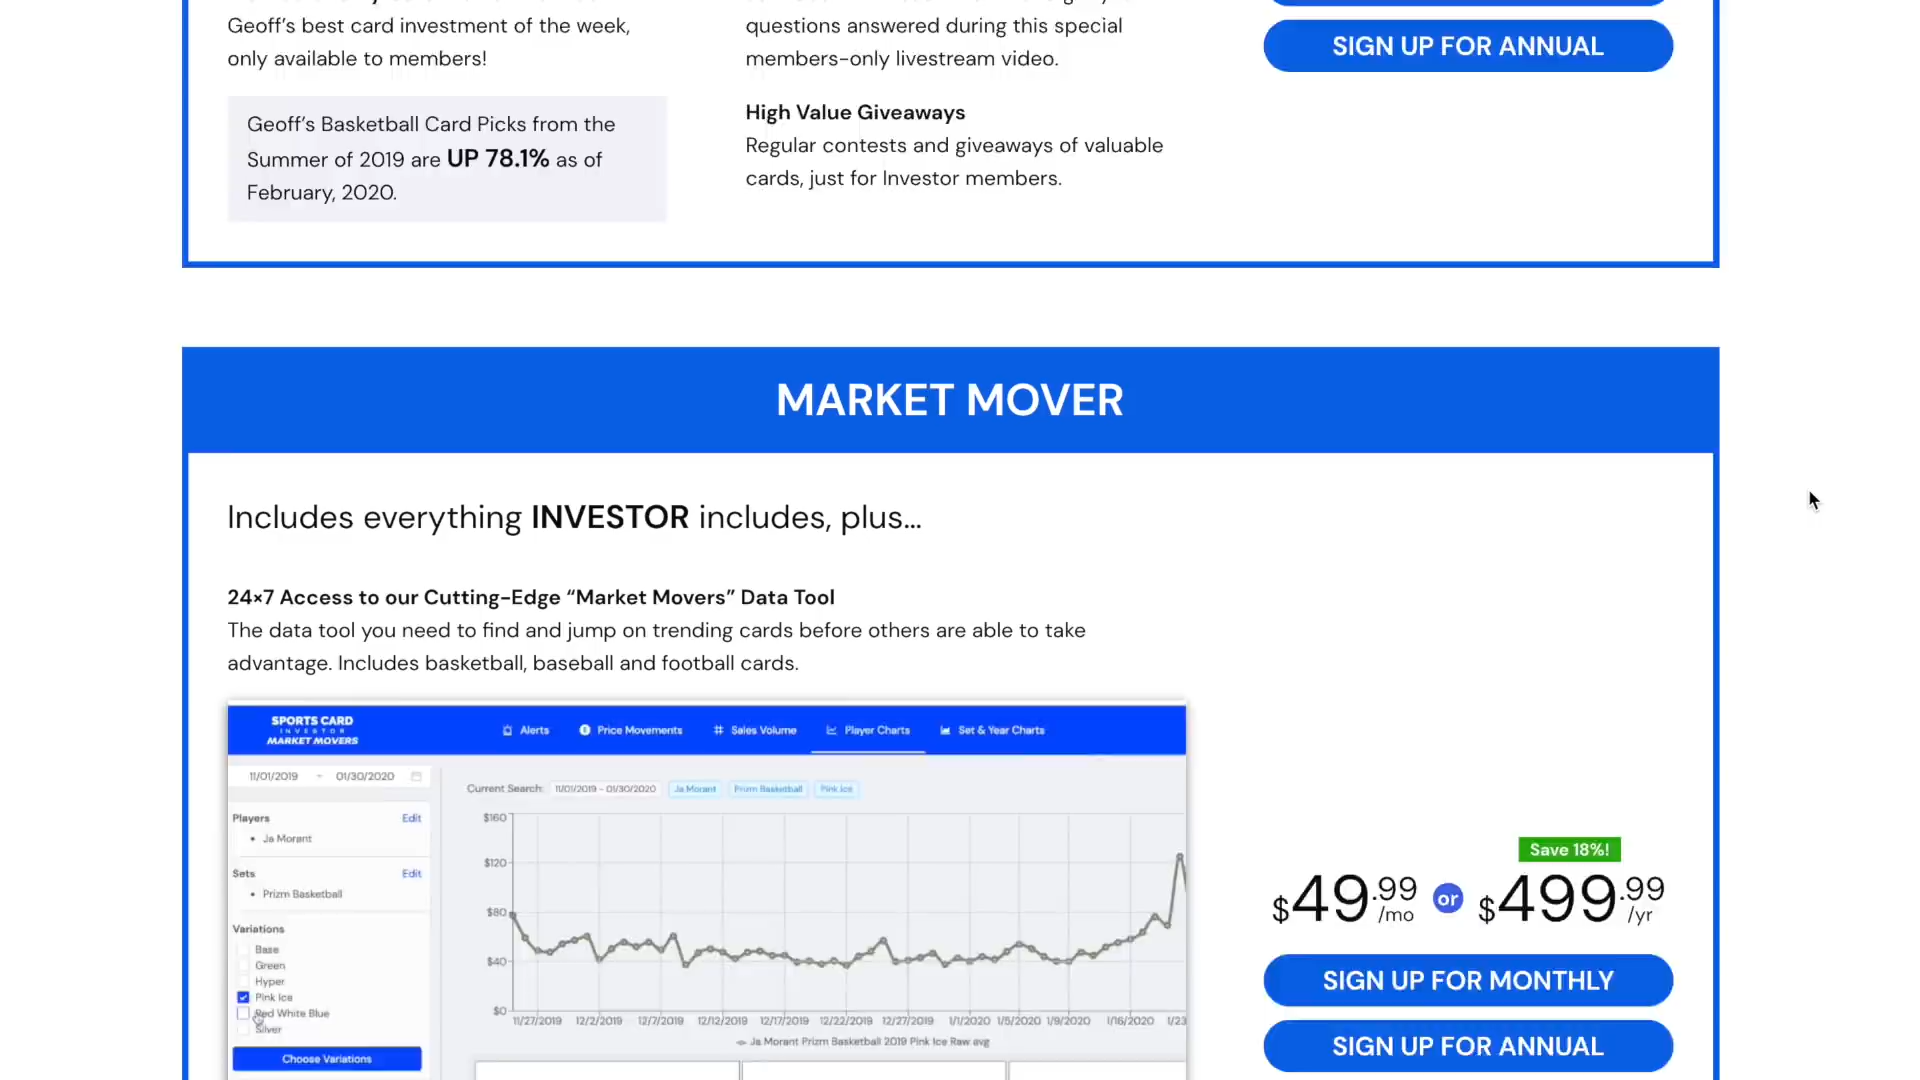 Geoff's best card investment of the week,
only available to members!
Geoff's Basketball Card Picks from the
Summer of 2019 are UP 78.1% as of
February, 2020.
questions answered during this special
members-only livestream video.
High Value Giveaways
Regular contests and giveaways of valuable
cards, just for Investor members.
SIGN UP FOR ANNUAL
MARKET MOVER
Includes everything INVESTOR includes, plus...
24×7 Access to our Cutting-Edge “Market Movers” Data Tool
The data tool you need to find and jump on trending cards before others are able to take
advantage. Includes basketball, baseball and football cards.
SPORTS CARD
INVESTOR
MARKET MOVERS
Alerts
Price Movements
Sales Volume
Player Charts
Set & Year Charts
11/01/2019 - 01/30/2020
Players Edit
Ja Morant
Sets Edit
Prizm Basketball
Variations
Base
Green
Hyper
Pink Ice
Red White Blue
Silver
Choose Variations
Current Search: 11/01/2019 - 01/30/2020 Ja Morant Prizm Basketball Pink Ice
$160
$120
$80
$40
$0
11/27/2019 12/2/2019 12/7/2019 12/12/2019 12/17/2019 12/22/2019 12/27/2019 1/1/2020 1/5/2020 1/9/2020 1/16/2020 1/23
Ja Morant Prizm Basketball 2019 Pink Ice Raw avg
Save 18%!
$49.99/mo or $499.99/yr
SIGN UP FOR MONTHLY
SIGN UP FOR ANNUAL